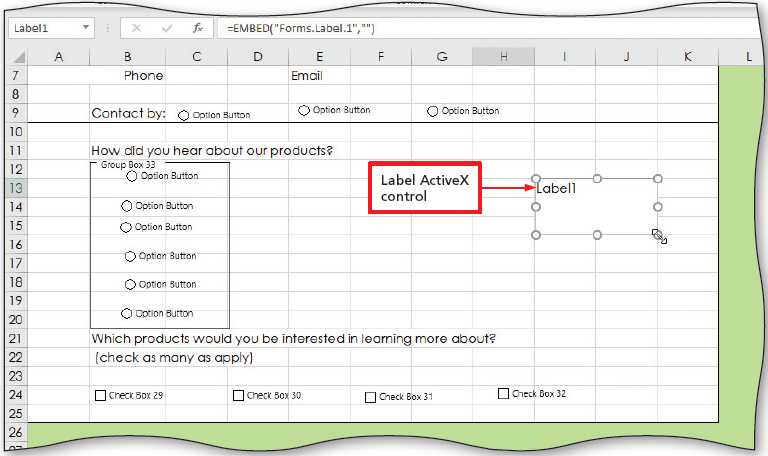 Label1
fx
=EMBED("Forms.Label.1","")
A B C D E F G H I J K L
7 Phone Email
8
9 Contact by: Option Button Option Button Option Button
10
11 How did you hear about our products?
Group Box 33
12 Option Button
13 Label1
Label ActiveX
control
14 Option Button
15 Option Button
16
17 Option Button
18 Option Button
19
20 Option Button
21 Which products would you be interested in learning more about?
22 (check as many as apply)
23
24 Check Box 29 Check Box 30 Check Box 31 Check Box 32
25
26